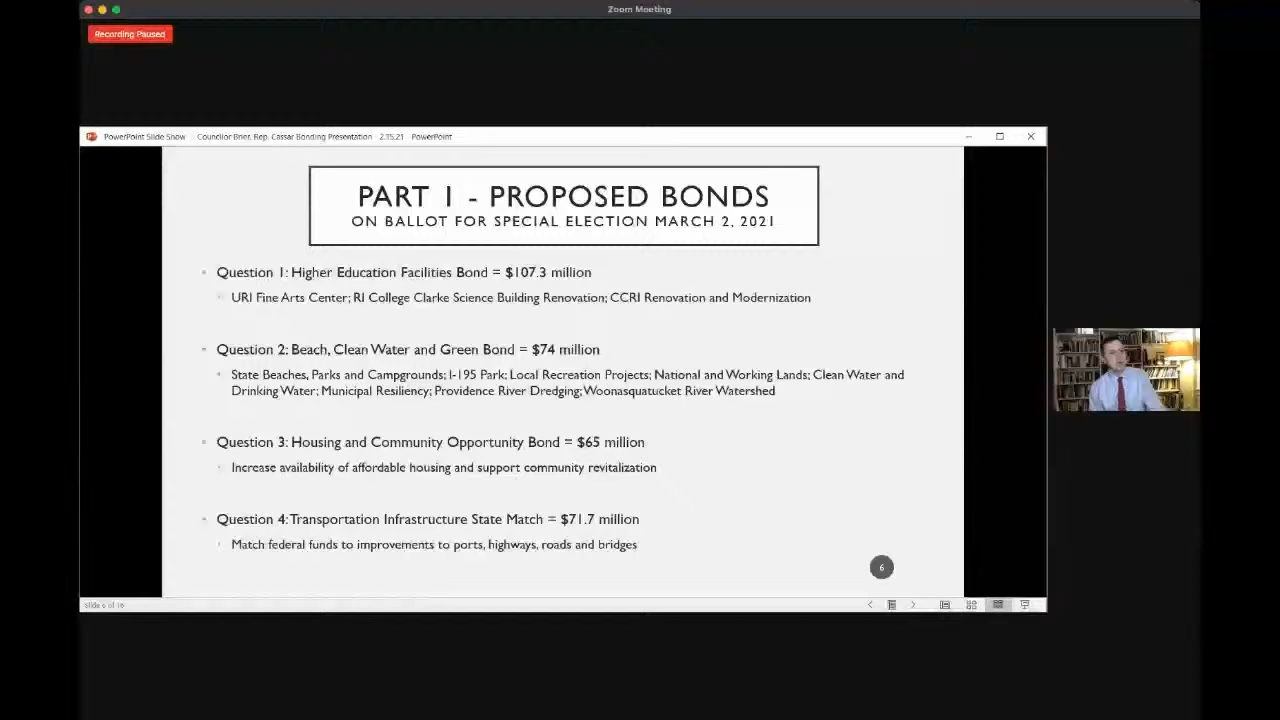 Zoom Meeting
Recording Paused
PowerPoint Slide Show - Councilor Brier, Rep. Cassar Bonding Presentation - 2.15.21 - PowerPoint
PART 1 - PROPOSED BONDS
ON BALLOT FOR SPECIAL ELECTION MARCH 2, 2021
Question 1: Higher Education Facilities Bond = $107.3 million
URI Fine Arts Center; RI College Clarke Science Building Renovation; CCRI Renovation and Modernization
Question 2: Beach, Clean Water and Green Bond = $74 million
State Beaches, Parks and Campgrounds; I-195 Park; Local Recreation Projects; National and Working Lands; Clean Water and
Drinking Water; Municipal Resiliency; Providence River Dredging; Woonasquatucket River Watershed
Question 3: Housing and Community Opportunity Bond = $65 million
Increase availability of affordable housing and support community revitalization
Question 4: Transportation Infrastructure State Match = $71.7 million
Match federal funds to improvements to ports, highways, roads and bridges
6
Slide 6 of 16